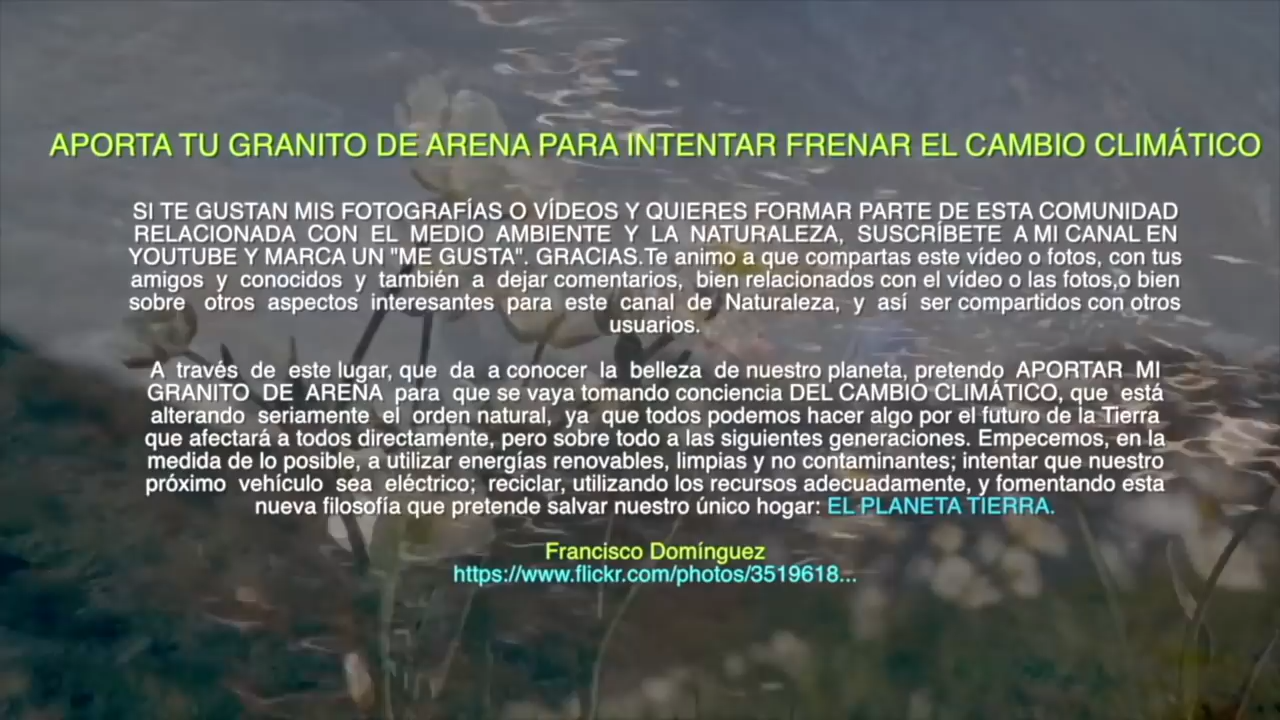 APORTA TU GRANITO DE ARENA PARA INTENTAR FRENAR EL CAMBIO CLIMÁTICO
SI TE GUSTAN MIS FOTOGRAFÍAS O VÍDEOS Y QUIERES FORMAR PARTE DE ESTA COMUNIDAD
RELACIONADA CON EL MEDIO AMBIENTE Y LA NATURALEZA, SUSCRÍBETE A MI CANAL EN
YOUTUBE Y MARCA UN "ME GUSTA". GRACIAS.Te animo a que compartas este vídeo o fotos, con tus
amigos y conocidos y también a dejar comentarios, bien relacionados con el vídeo o las fotos,o bien
sobre otros aspectos interesantes para este canal de Naturaleza, y así ser compartidos con otros
usuarios.
A través de este lugar, que da a conocer la belleza de nuestro planeta, pretendo APORTAR MI
GRANITO DE ARENA para que se vaya tomando conciencia DEL CAMBIO CLIMÁTICO, que está
alterando seriamente el orden natural, ya que todos podemos hacer algo por el futuro de la Tierra
que afectará a todos directamente, pero sobre todo a las siguientes generaciones. Empecemos, en la
medida de lo posible, a utilizar energías renovables, limpias y no contaminantes; intentar que nuestro
próximo vehículo sea eléctrico; reciclar, utilizando los recursos adecuadamente, y fomentando esta
nueva filosofía que pretende salvar nuestro único hogar: EL PLANETA TIERRA.
Francisco Domínguez
https://www.flickr.com/photos/3519618...